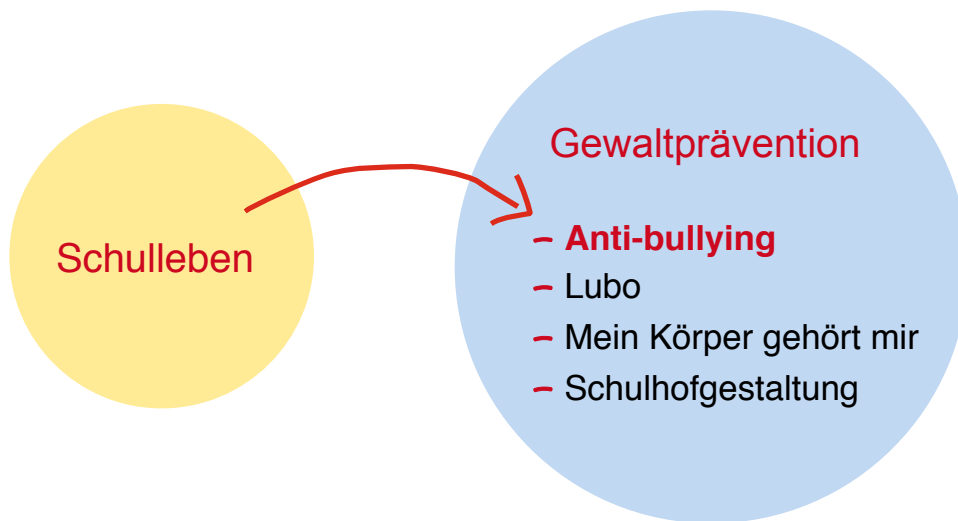 Schulleben
Gewaltprävention
- Anti-bullying
- Lubo
- Mein Körper gehört mir
- Schulhofgestaltung